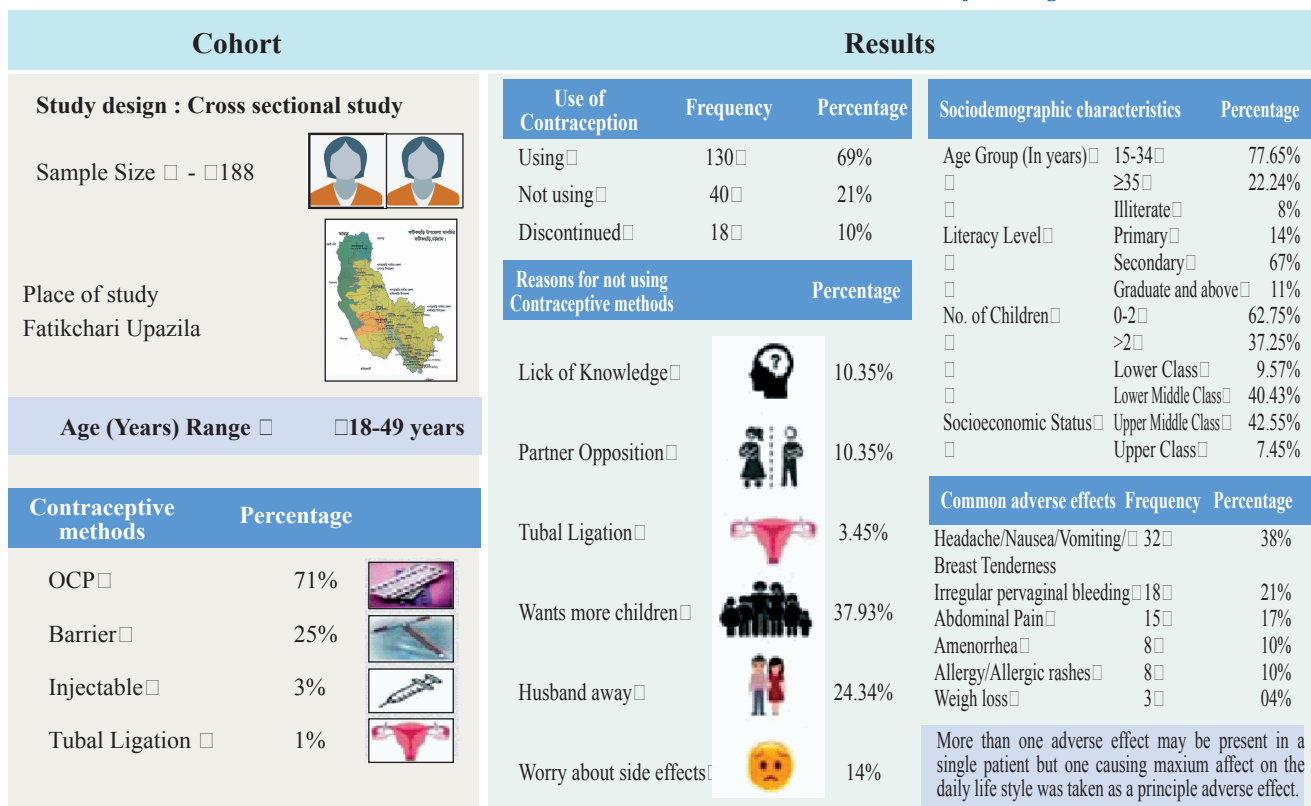 Cohort
Results
Study design : Cross sectional study
Sample Size □ - □188
Place of study
Fatikchari Upazila
Age (Years) Range □ □18-49 years
Contraceptive methods Percentage
OCP□ 71%
Barrier□ 25%
Injectable□ 3%
Tubal Ligation □ 1%
Use of Contraception Frequency Percentage
Using□ 130□ 69%
Not using□ 40□ 21%
Discontinued□ 18□ 10%
Reasons for not using Contraceptive methods Percentage
Lick of Knowledge□ 10.35%
Partner Opposition□ 10.35%
Tubal Ligation□ 3.45%
Wants more children□ 37.93%
Husband away□ 24.34%
Worry about side effects□ 14%
Sociodemographic characteristics Percentage
Age Group (In years)□ 15-34□ 77.65%
□ ≥35□ 22.24%
□ Illiterate□ 8%
Literacy Level□ Primary□ 14%
□ Secondary□ 67%
□ Graduate and above□ 11%
No. of Children□ 0-2□ 62.75%
□ >2□ 37.25%
□ Lower Class□ 9.57%
□ Lower Middle Class□ 40.43%
Socioeconomic Status□ Upper Middle Class□ 42.55%
□ Upper Class□ 7.45%
Common adverse effects Frequency Percentage
Headache/Nausea/Vomiting/□ 32□ 38%
Breast Tenderness
Irregular pervaginal bleeding□18□ 21%
Abdominal Pain□ 15□ 17%
Amenorrhea□ 8□ 10%
Allergy/Allergic rashes□ 8□ 10%
Weigh loss□ 3□ 04%
More than one adverse effect may be present in a
single patient but one causing maxium affect on the
daily life style was taken as a principle adverse effect.